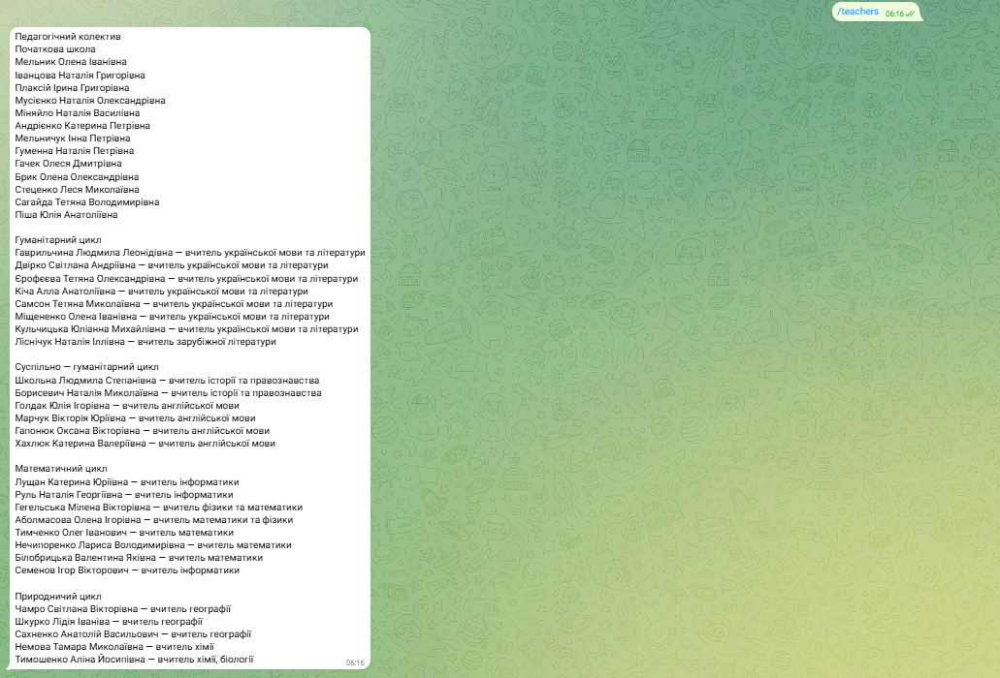 /teachers 06:16
Педагогічний колектив
Початкова школа
Мельник Олена Іванівна
Іванцова Наталія Григорівна
Плаксій Ірина Григорівна
Мусієнко Наталія Олександрівна
Міняйло Наталія Василівна
Андрієнко Катерина Петрівна
Мельничук Інна Петрівна
Гуменна Наталія Петрівна
Гачек Олеся Дмитрівна
Брик Олена Олександрівна
Стеценко Леся Миколаївна
Сагайда Тетяна Володимирівна
Піша Юлія Анатоліївна
Гуманітарний цикл
Гаврильчина Людмила Леонідівна — вчитель української мови та літератури
Двірко Світлана Андріївна — вчитель української мови та літератури
Єрофєєва Тетяна Олександрівна — вчитель української мови та літератури
Кіча Алла Анатоліївна — вчитель української мови та літератури
Самсон Тетяна Миколаївна — вчитель української мови та літератури
Міщененко Олена Іванівна — вчитель української мови та літератури
Кульчицька Юліанна Михайлівна — вчитель української мови та літератури
Ліснічук Наталія Іллівна — вчитель зарубіжної літератури
Суспільно — гуманітарний цикл
Школьна Людмила Степанівна — вчитель історії та правознавства
Борисевич Наталія Миколаївна — вчитель історії та правознавства
Голдак Юлія Ігорівна — вчитель англійської мови
Марчук Вікторія Юріївна — вчитель англійської мови
Гапонюк Оксана Вікторівна — вчитель англійської мови
Хахлюк Катерина Валеріївна — вчитель англійської мови
Математичний цикл
Лущан Катерина Юріївна — вчитель інформатики
Руль Наталія Георгіївна — вчитель інформатики
Гегельська Мілена Вікторівна — вчитель фізики та математики
Аболмасова Олена Ігорівна — вчитель математики та фізики
Тимченко Олег Іванович — вчитель математики
Нечипоренко Лариса Володимирівна — вчитель математики
Білобрицька Валентина Яківна — вчитель математики
Семенов Ігор Вікторович — вчитель інформатики
Природничий цикл
Чамро Світлана Вікторівна — вчитель географії
Шкурко Лідія Іваніва — вчитель географії
Сахненко Анатолій Васильович — вчитель географії
Немова Тамара Миколаївна — вчитель хімії
Тимошенко Аліна Йосипівна — вчитель хімії, біології
06:16